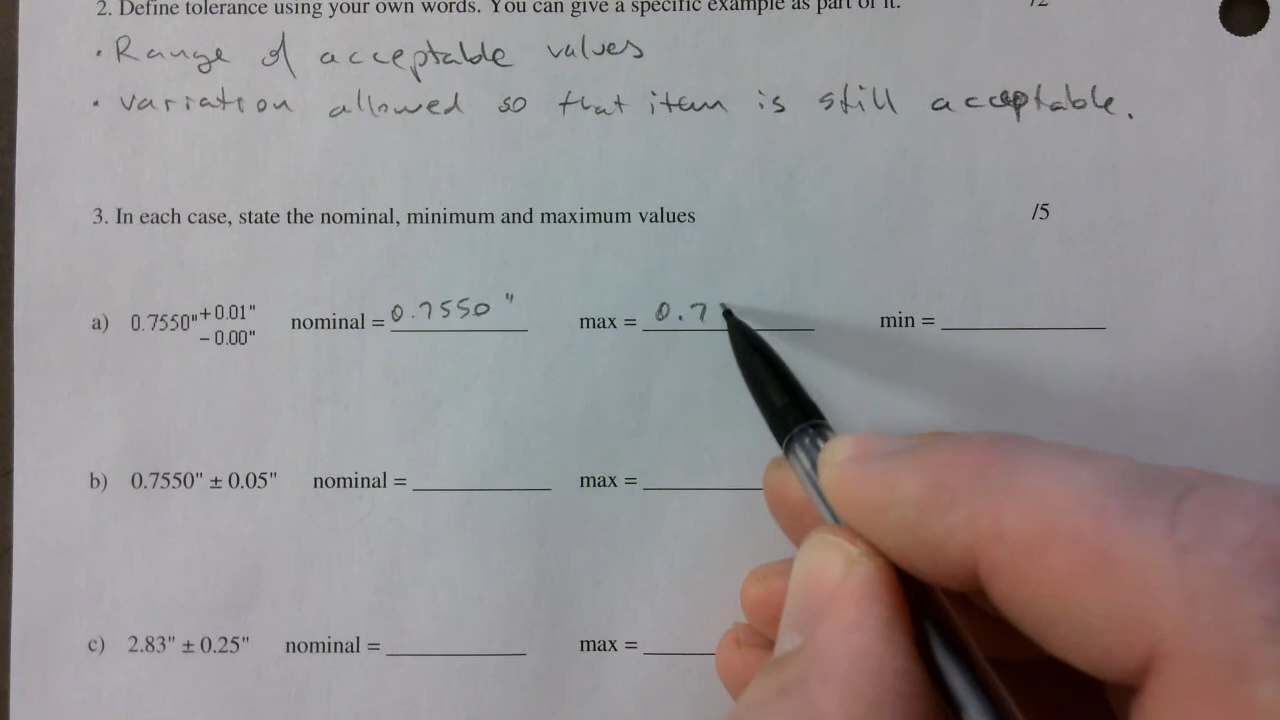 2. Define tolerance using your own words. You can give a specific example as part of it. /2
· Range of acceptable values
· variation allowed so that item is still acceptable.
3. In each case, state the nominal, minimum and maximum values /5
a) 0.7550" +0.01" -0.00" nominal = 0.7550" max = 0.7 min =
b) 0.7550" ± 0.05" nominal = max =
c) 2.83" ± 0.25" nominal = max =